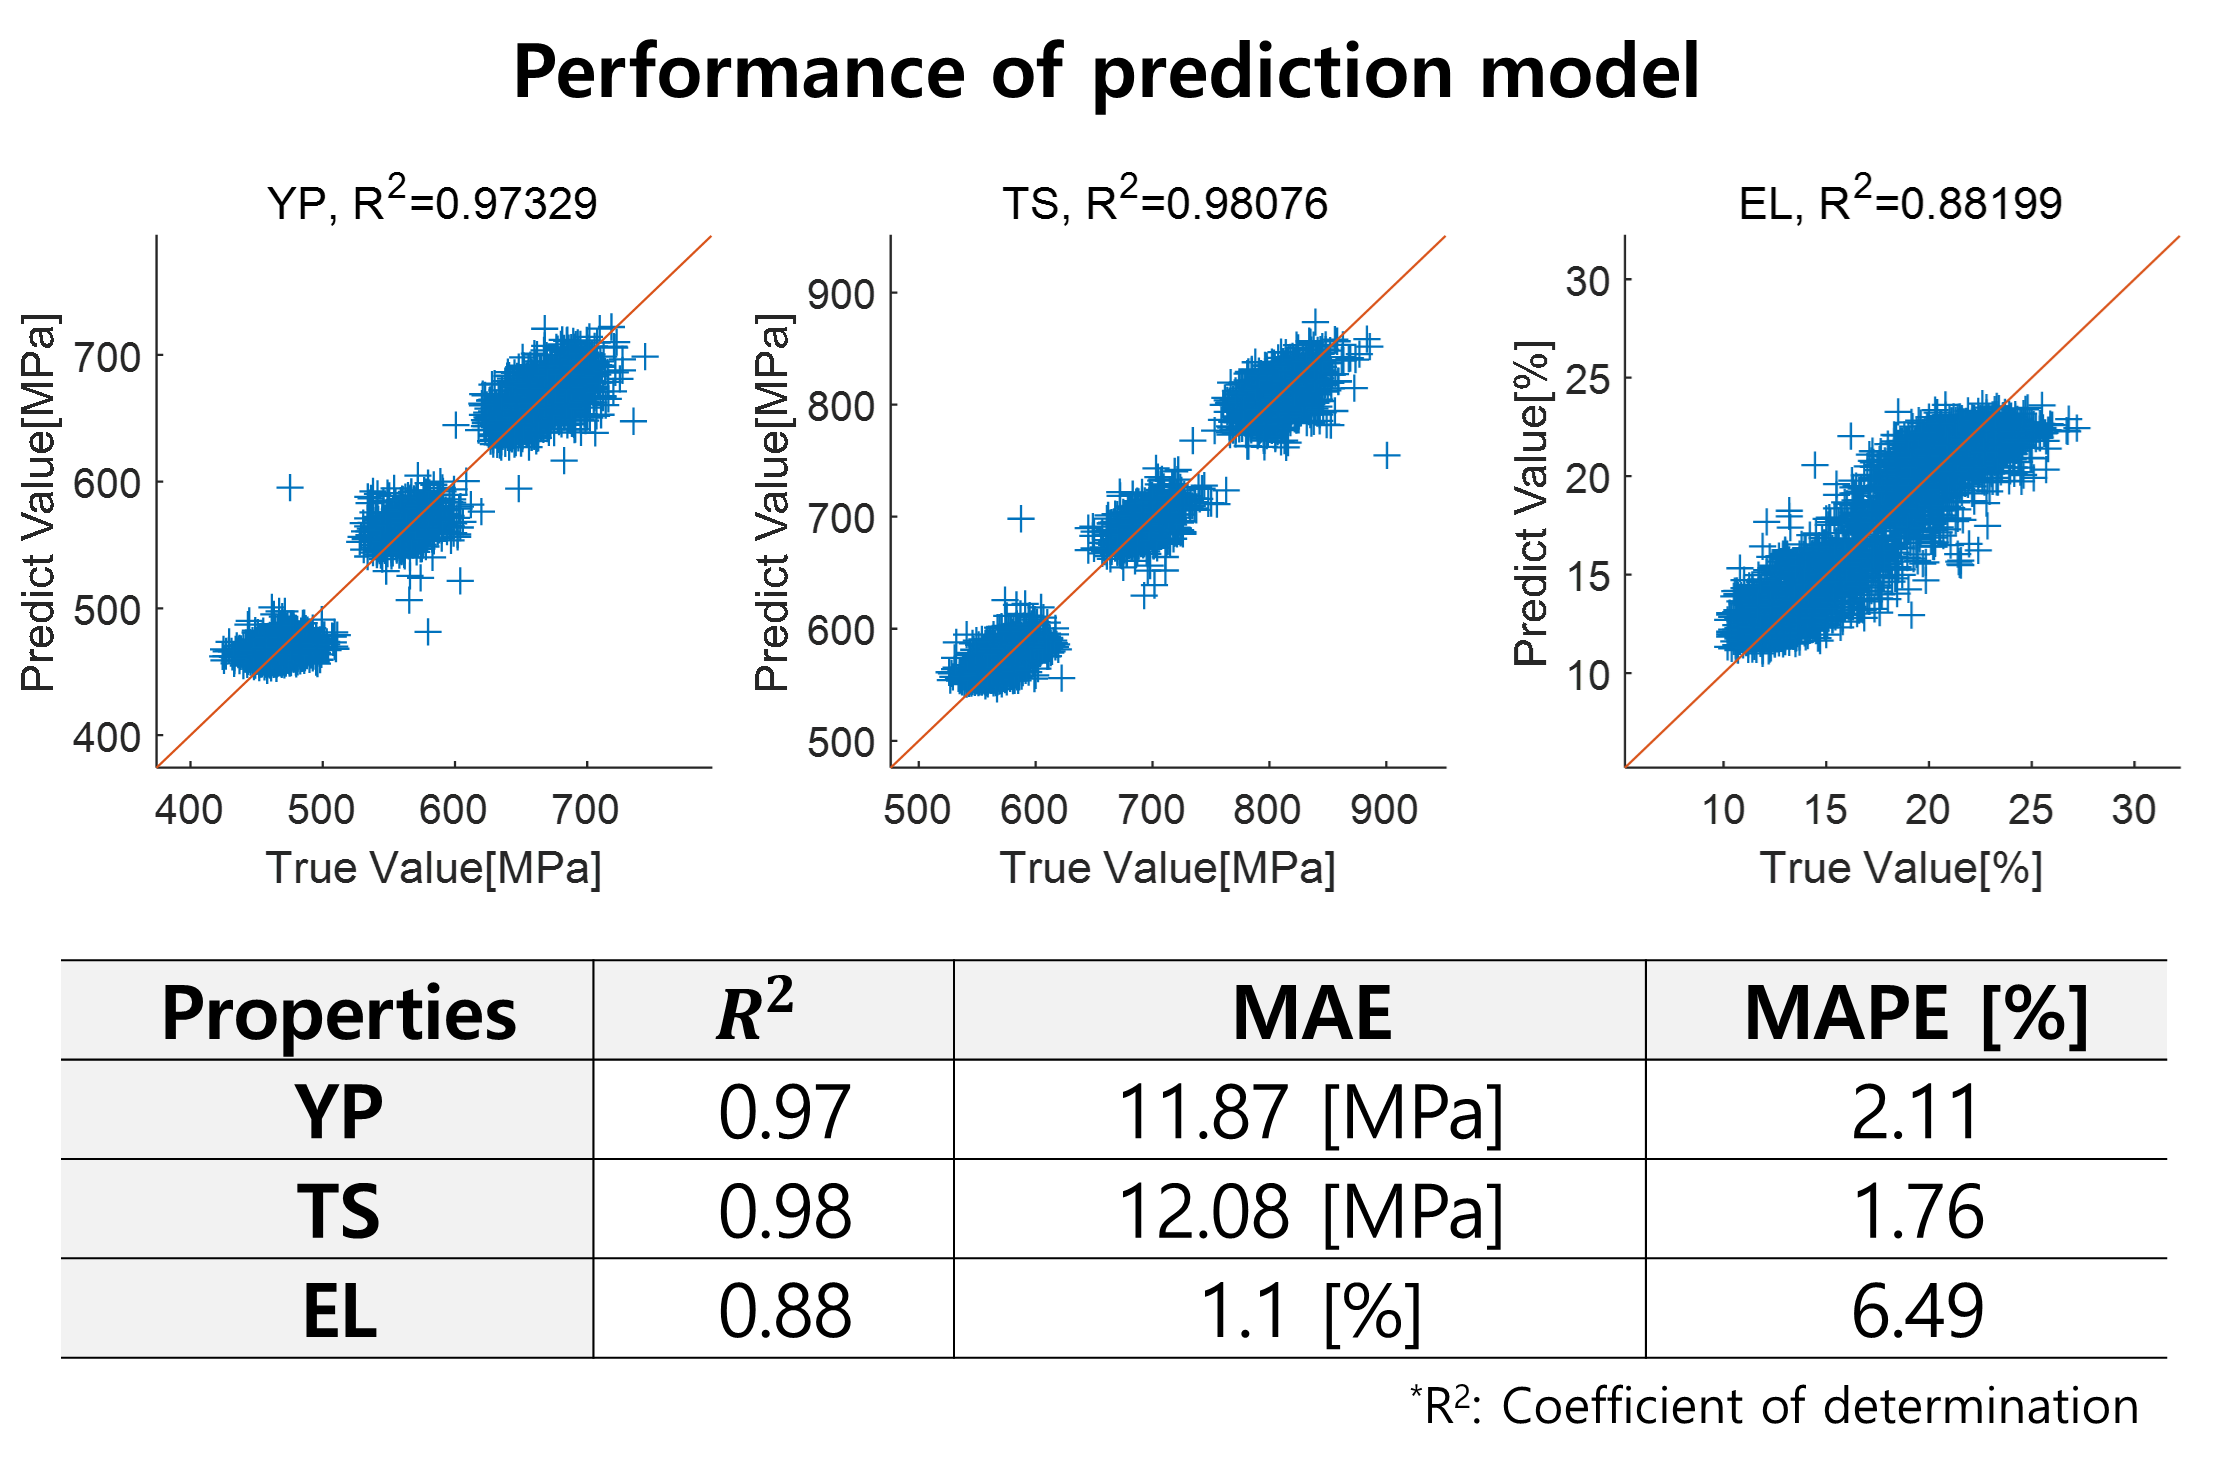 Performance of prediction model
YP, R²=0.97329
Predict Value[MPa]
700
600
500
400
400 500 600 700
True Value[MPa]
TS, R²=0.98076
Predict Value[MPa]
900
800
700
600
500
500 600 700 800 900
True Value[MPa]
EL, R²=0.88199
Predict Value[%]
30
25
20
15
10
10 15 20 25 30
True Value[%]
Properties R² MAE MAPE [%]
YP 0.97 11.87 [MPa] 2.11
TS 0.98 12.08 [MPa] 1.76
EL 0.88 1.1 [%] 6.49
*R²: Coefficient of determination